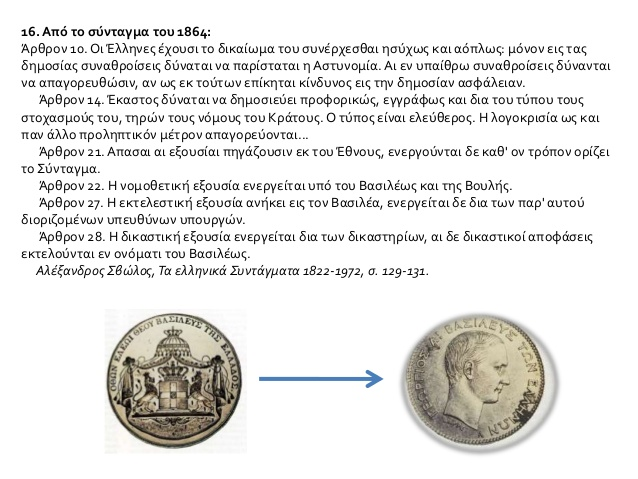 16. Από το σύνταγμα του 1864:
Άρθρον 10. Οι Έλληνες έχουσι το δικαίωμα του συνέρχεσθαι ησύχως και αόπλως: μόνον εις τας
δημοσίας συναθροίσεις δύναται να παρίσταται η Αστυνομία. Αι εν υπαίθρω συναθροίσεις δύνανται
να απαγορευθώσιν, αν ως εκ τούτων επίκηται κίνδυνος εις την δημοσίαν ασφάλειαν.
Άρθρον 14. Έκαστος δύναται να δημοσιεύει προφορικώς, εγγράφως και δια του τύπου τους
στοχασμούς του, τηρών τους νόμους του Κράτους. Ο τύπος είναι ελεύθερος. Η λογοκρισία ως και
παν άλλο προληπτικόν μέτρον απαγορεύονται...
Άρθρον 21. Απασαι αι εξουσίαι πηγάζουσιν εκ του Έθνους, ενεργούνται δε καθ' ον τρόπον ορίζει
το Σύνταγμα.
Άρθρον 22. Η νομοθετική εξουσία ενεργείται υπό του Βασιλέως και της Βουλής.
Άρθρον 27. Η εκτελεστική εξουσία ανήκει εις τον Βασιλέα, ενεργείται δε δια των παρ' αυτού
διοριζομένων υπευθύνων υπουργών.
Άρθρον 28. Η δικαστική εξουσία ενεργείται δια των δικαστηρίων, αι δε δικαστικοί αποφάσεις
εκτελούνται εν ονόματι του Βασιλέως.
Αλέξανδρος Σβώλος, Τα ελληνικά Συντάγματα 1822-1972, σ. 129-131.
ΟΘΩΝ ΕΛΕΩ ΘΕΟΥ ΒΑΣΙΛΕΥΣ ΤΗΣ ΕΛΛΑΔΟΣ
ΓΕΩΡΓΙΟΣ Α! ΒΑΣΙΛΕΥΣ ΤΩΝ ΕΛΛΗΝΩΝ